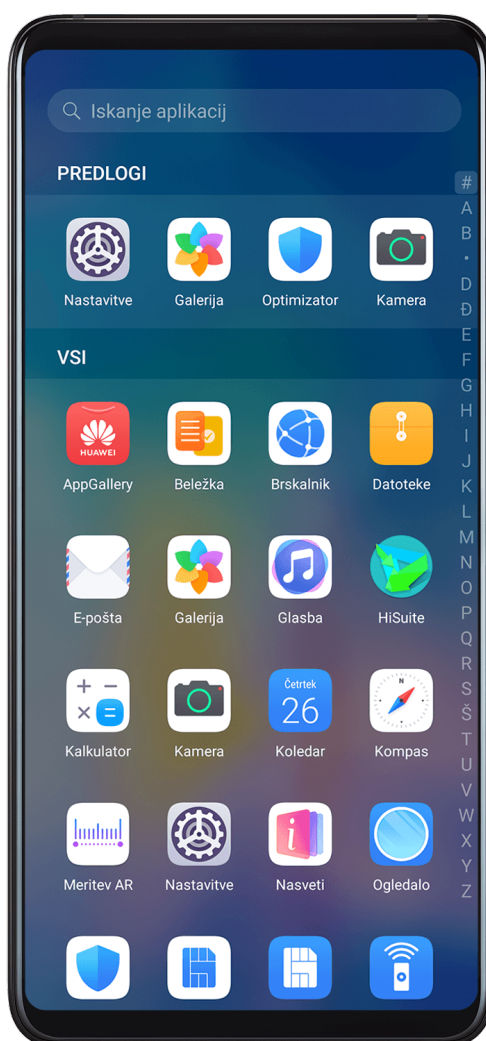 Iskanje aplikacij
PREDLOGI
Nastavitve Galerija Optimizator Kamera
VSI
HUAWEI
AppGallery Beležka Brskalnik Datoteke
E-pošta Galerija Glasba HiSuite
Četrtek
26
N
Kalkulator Kamera Koledar Kompas
Meritev AR Nastavitve Nasveti Ogledalo
#
A
B
•
D
Đ
E
F
G
H
I
J
K
L
M
N
O
P
Q
R
S
Š
T
U
V
W
X
Y
Z